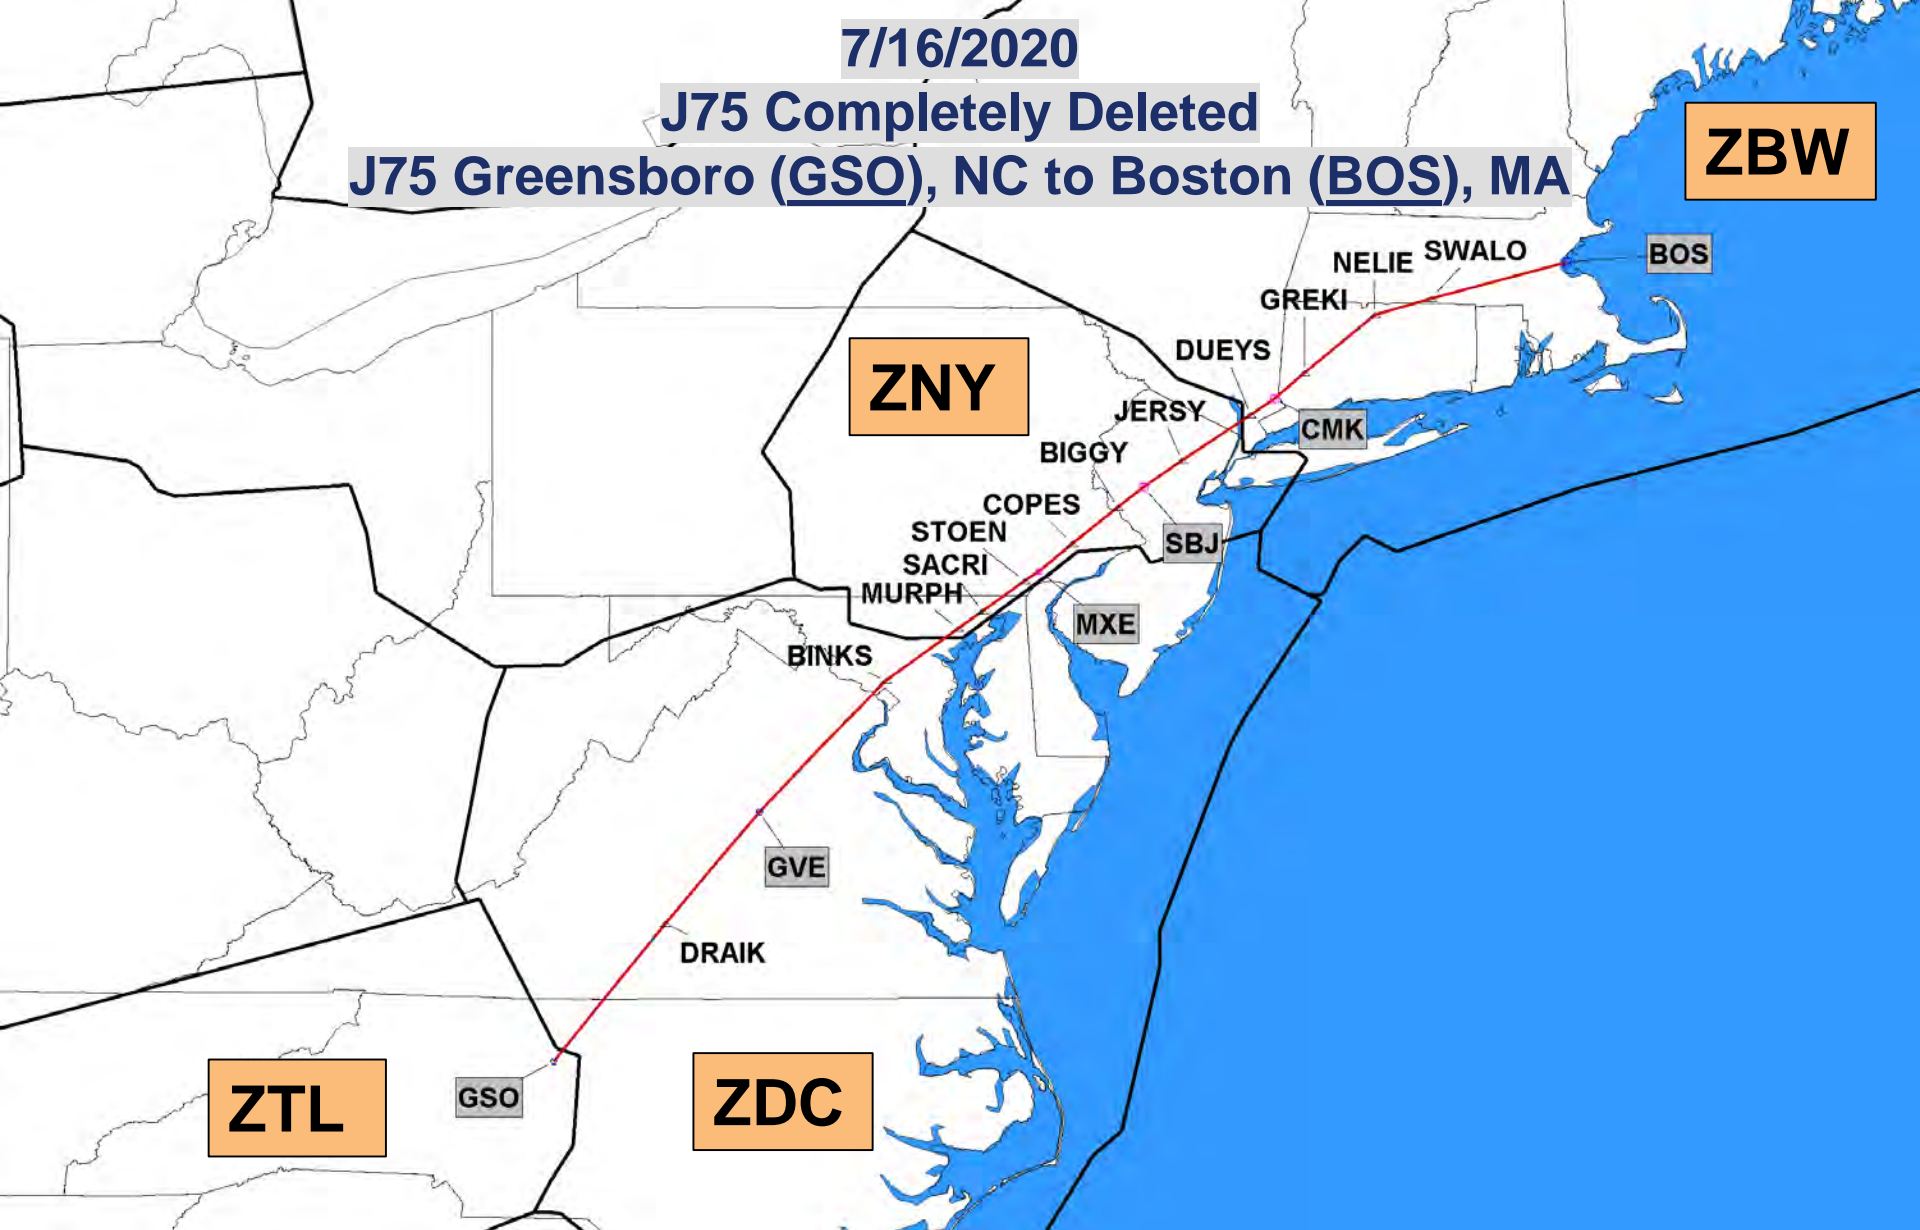 7/16/2020
J75 Completely Deleted
J75 Greensboro (GSO), NC to Boston (BOS), MA
ZBW
NELIE
SWALO
BOS
GREKI
DUEYS
ZNY
JERSY
CMK
BIGGY
COPES
STOEN
SBJ
SACRI
MURPH
MXE
BINKS
GVE
DRAIK
GSO
ZTL
ZDC